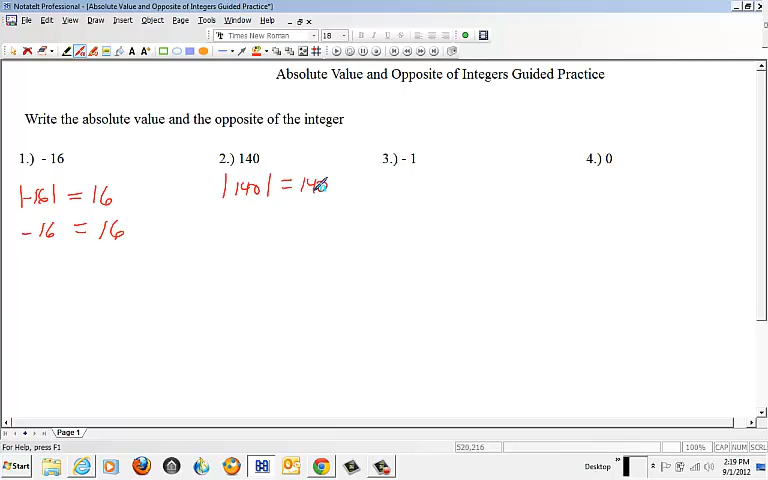 NotateIt Professional - [Absolute Value and Opposite of Integers Guided Practice*]
File Edit View Draw Insert Object Page Tools Window Help
Times New Roman 18 B I U
Absolute Value and Opposite of Integers Guided Practice
Write the absolute value and the opposite of the integer
1.) - 16 2.) 140 3.) - 1 4.) 0
|-16| = 16 |140| = 140
- 16 = 16
Page 1
For Help, press F1 520,216 100% CAP NUM SCRL
Start Desktop » 2:19 PM
9/1/2012